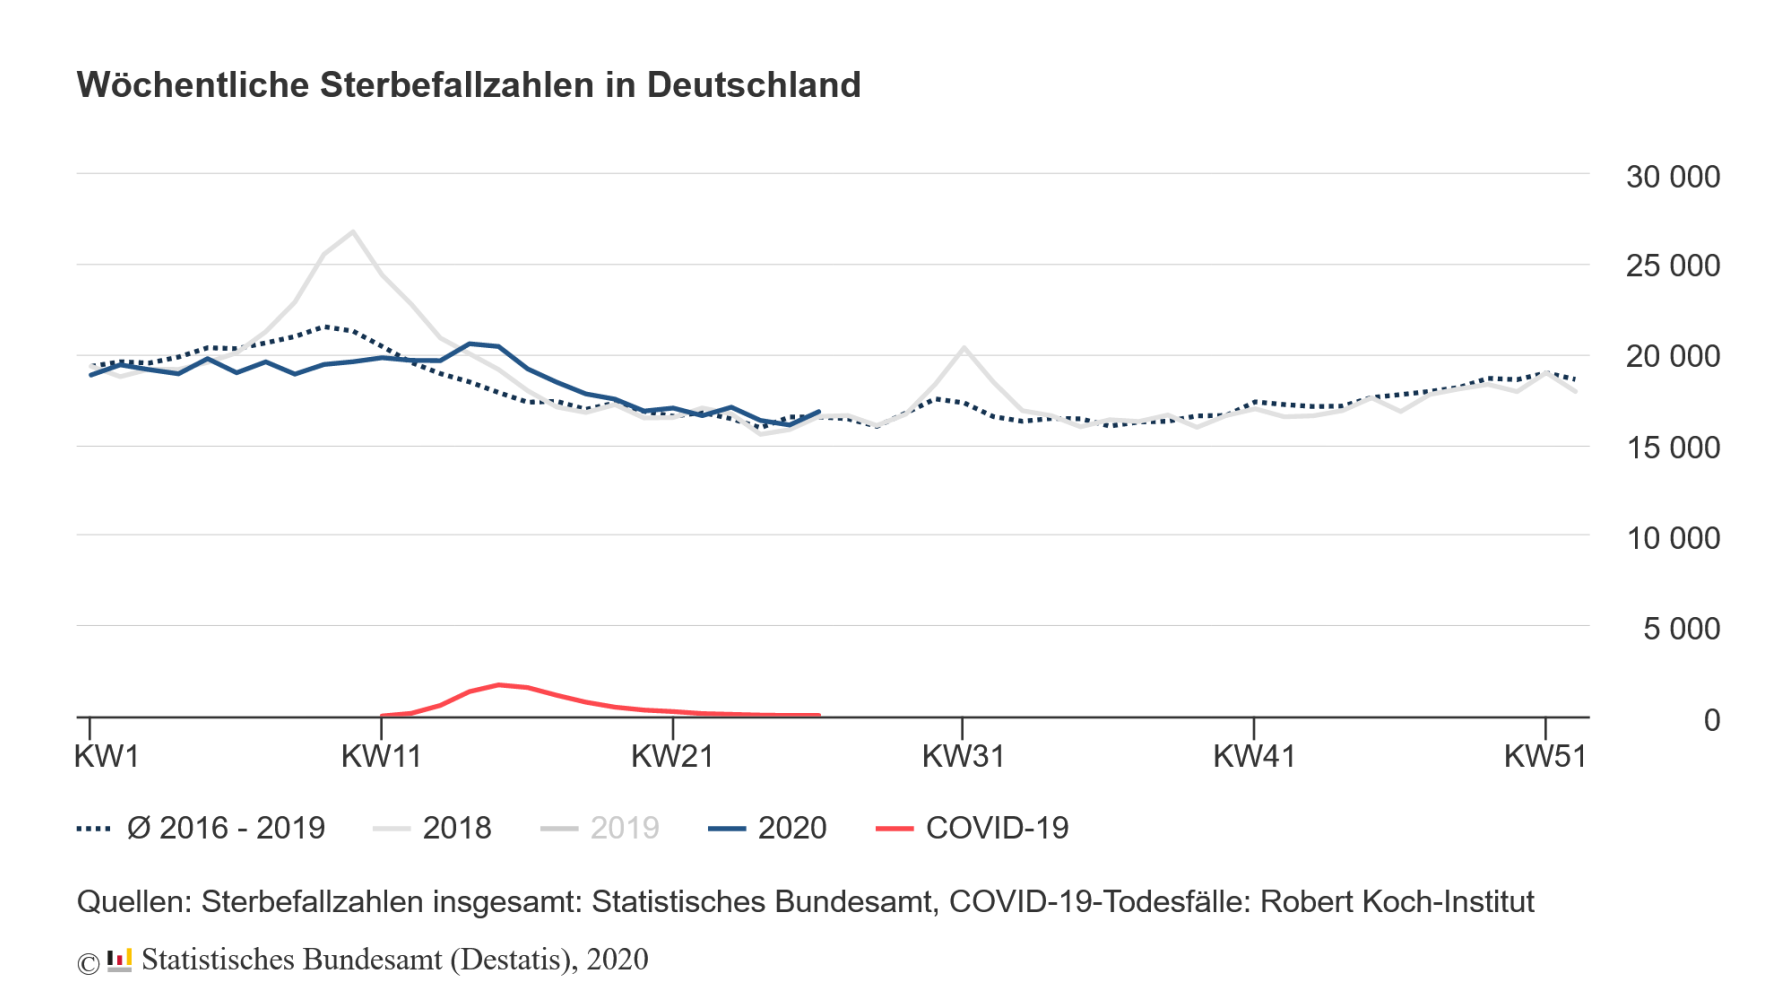 Wöchentliche Sterbefallzahlen in Deutschland
30 000
25 000
20 000
15 000
10 000
5 000
0
KW1 KW11 KW21 KW31 KW41 KW51
Ø 2016 - 2019 2018 2019 2020 COVID-19
Quellen: Sterbefallzahlen insgesamt: Statistisches Bundesamt, COVID-19-Todesfälle: Robert Koch-Institut
© Statistisches Bundesamt (Destatis), 2020